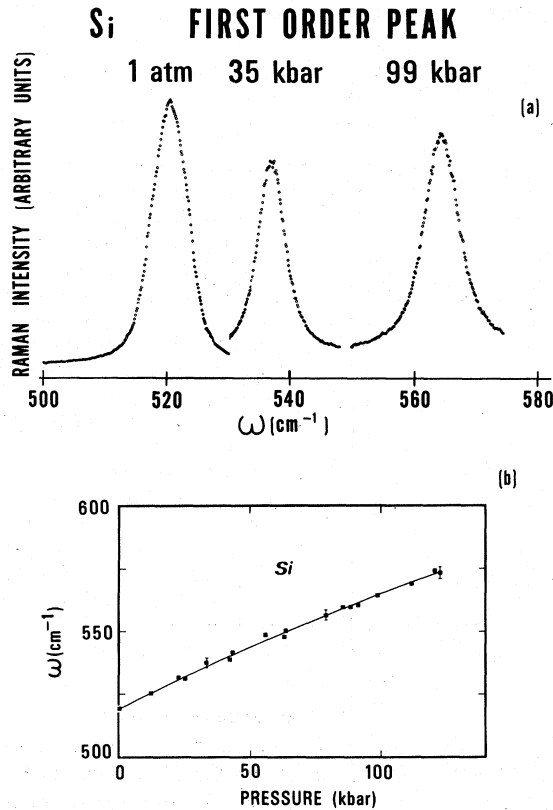 Si FIRST ORDER PEAK
1 atm 35 kbar 99 kbar
(a)
RAMAN INTENSITY (ARBITRARY UNITS)
500 520 540 560 580
ω(cm⁻¹)
(b)
600
Si
550
ω(cm⁻¹)
500
0 50 100
PRESSURE (kbar)